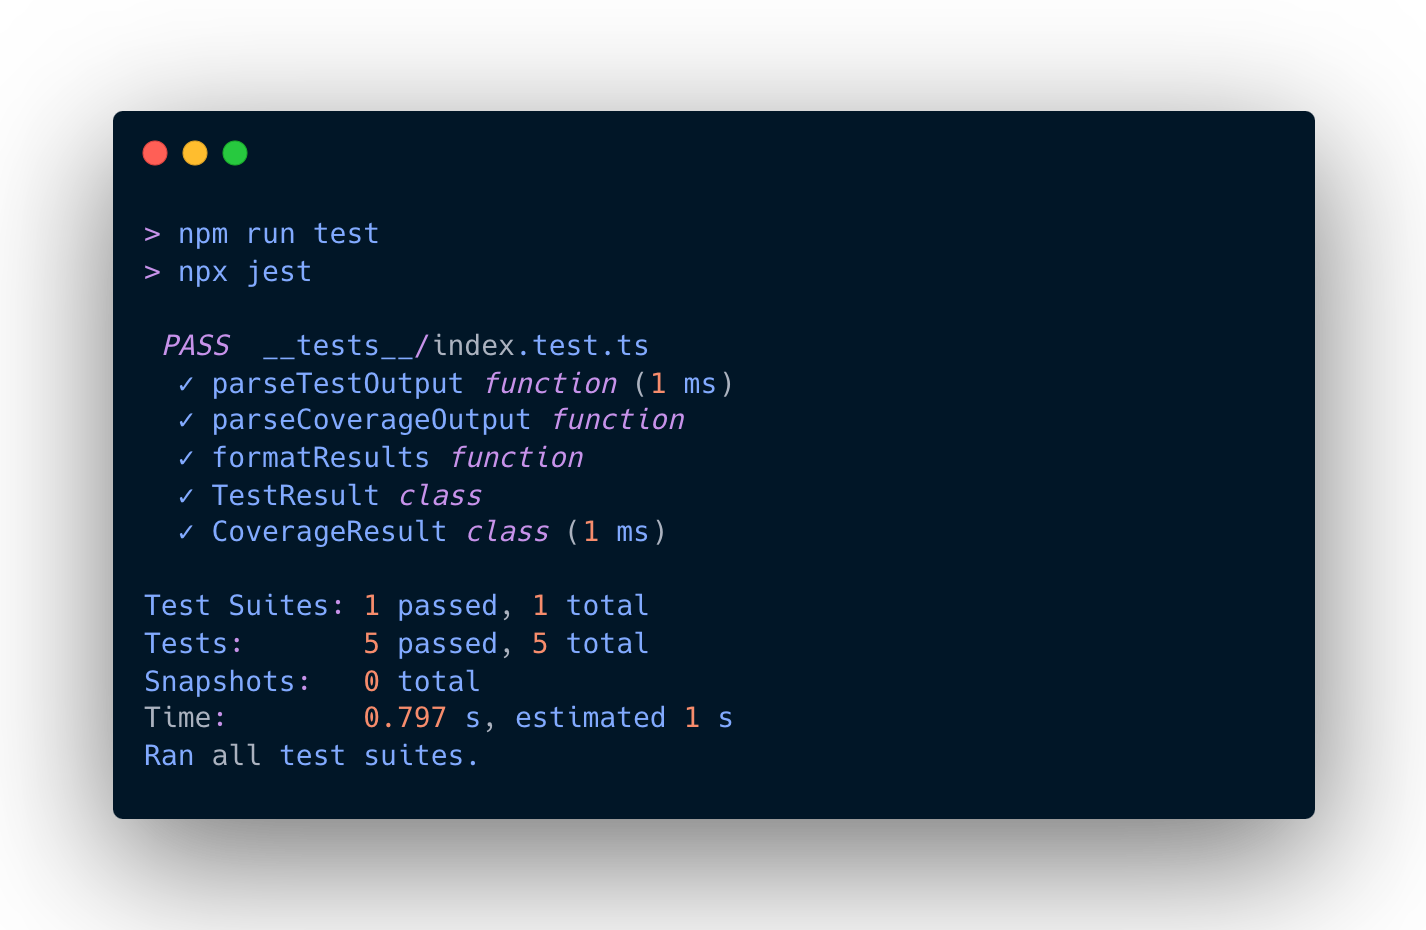 > npm run test
> npx jest
PASS  __tests__/index.test.ts
✓ parseTestOutput function (1 ms)
✓ parseCoverageOutput function
✓ formatResults function
✓ TestResult class
✓ CoverageResult class (1 ms)
Test Suites: 1 passed, 1 total
Tests:       5 passed, 5 total
Snapshots:   0 total
Time:        0.797 s, estimated 1 s
Ran all test suites.